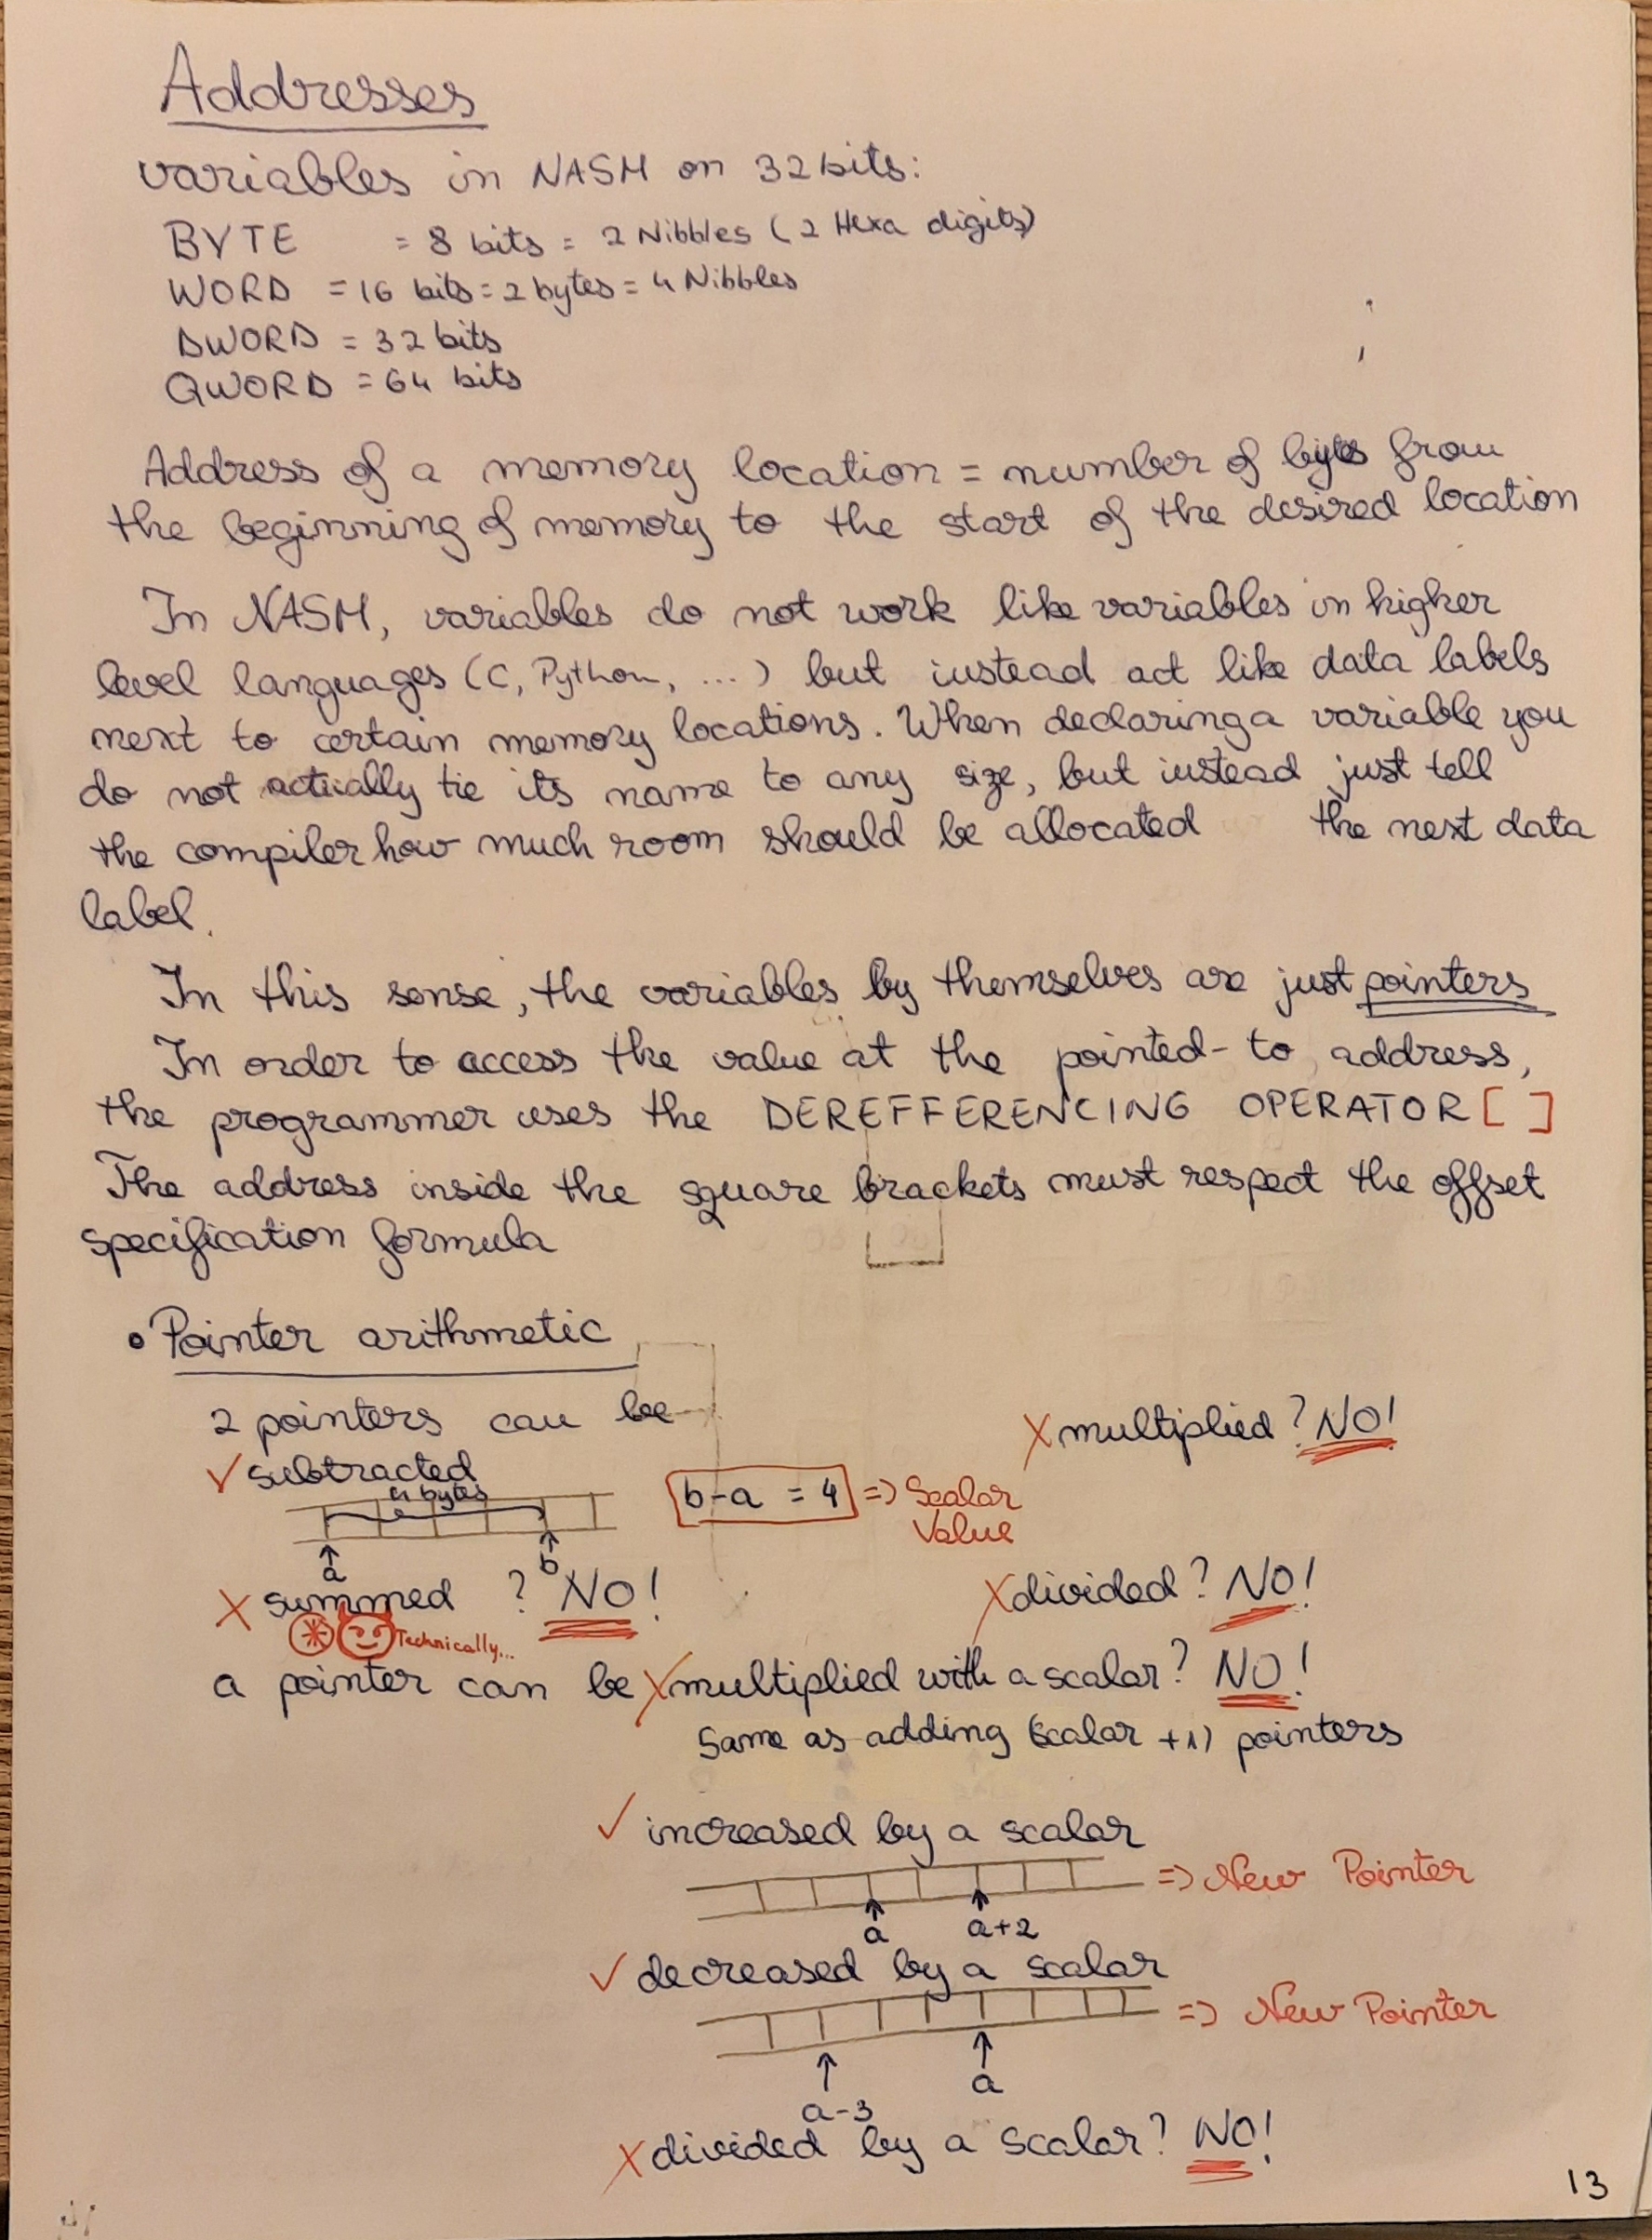 Addresses
variables in NASM on 32 bits:
BYTE = 8 bits = 2 Nibbles (2 Hexa digits)
WORD = 16 bits = 2 bytes = 4 Nibbles
DWORD = 32 bits
QWORD = 64 bits
Address of a memory location = number of bytes from
the beginning of memory to the start of the desired location
In NASM, variables do not work like variables in higher
level languages (C, Python, ...) but instead act like data labels
next to certain memory locations. When declaring a variable you
do not actually tie its name to any size, but instead just tell
the compiler how much room should be allocated the next data
label.
In this sense, the variables by themselves are just pointers
In order to access the value at the pointed-to address,
the programmer uses the DEREFFERENCING OPERATOR [ ]
The address inside the square brackets must respect the offset
specification formula
• Pointer arithmetic
2 pointers can be
X multiplied? NO!
✓ subtracted
4 bytes
a
b
b-a = 4 => Scalar
Value
X summed ? NO!
Technically...
X divided? NO!
a pointer can be X multiplied with a scalar? NO!
Same as adding (scalar +1) pointers
✓ increased by a scalar
=> New Pointer
a a+2
✓ decreased by a scalar
=> New Pointer
a-3 a
X divided by a scalar? NO!
13